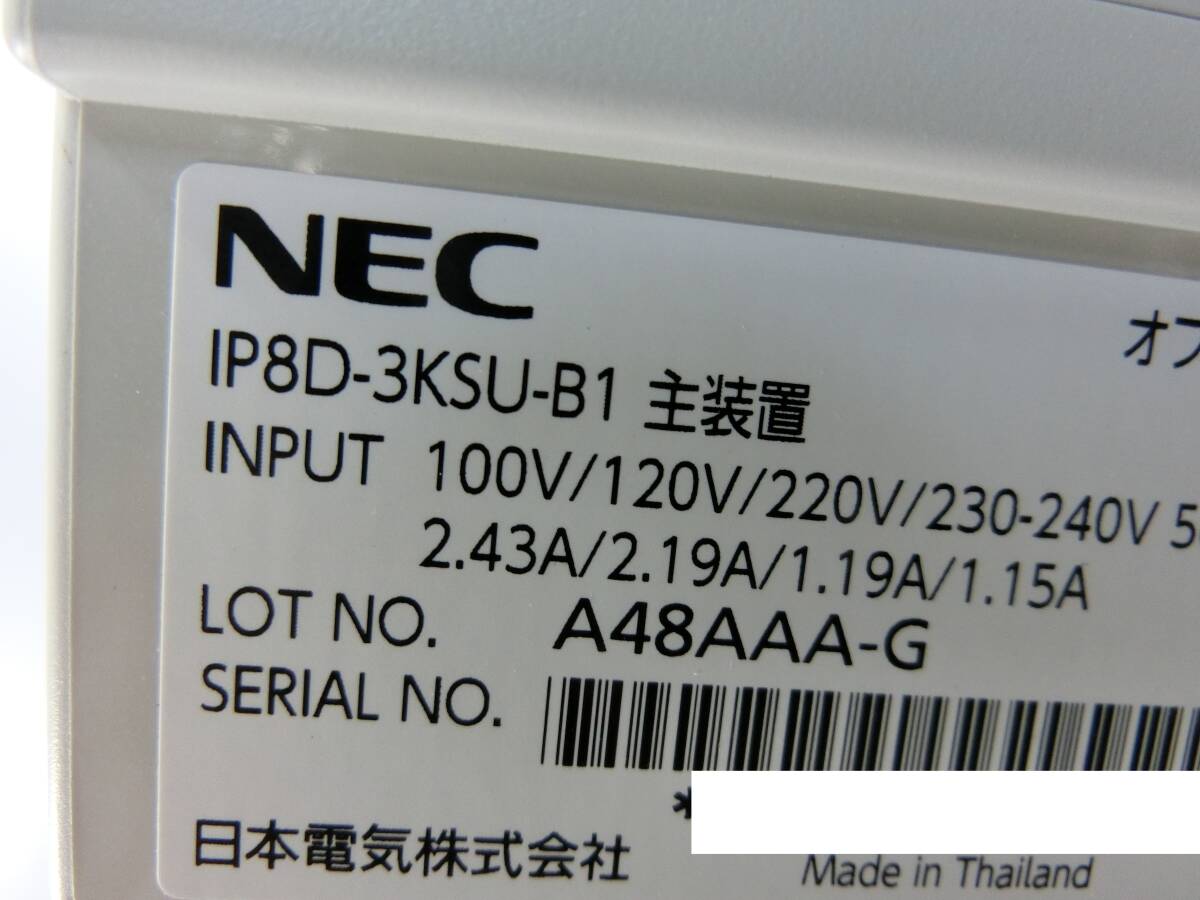 NEC
オフ
IP8D-3KSU-B1 主装置
INPUT 100V/120V/220V/230-240V 5
2.43A/2.19A/1.19A/1.15A
LOT NO. A48AAA-G
SERIAL NO.
*
日本電気株式会社
Made in Thailand